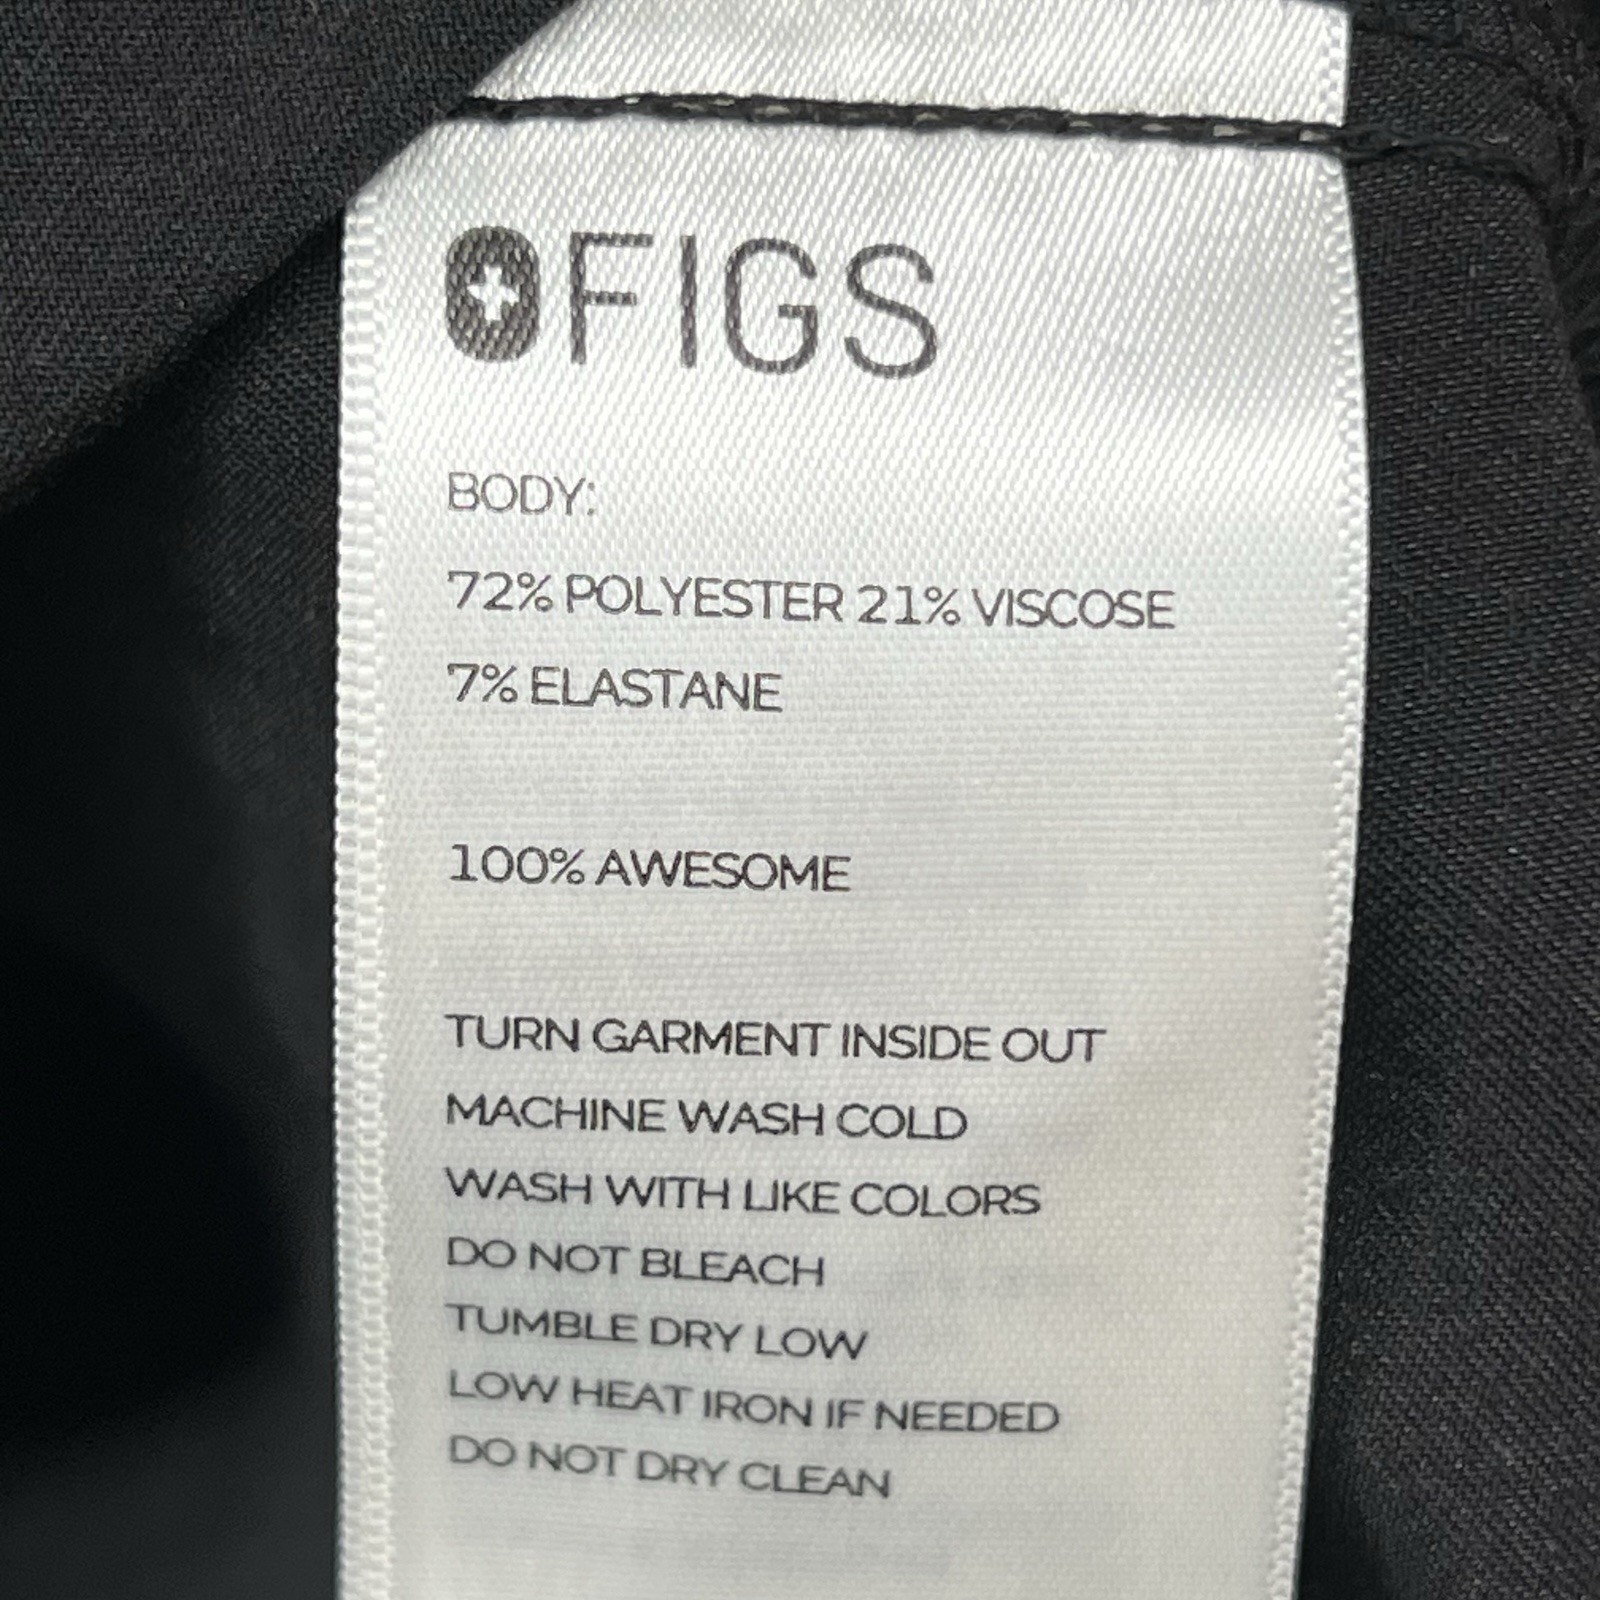 FIGS
BODY:
72% POLYESTER 21% VISCOSE
7% ELASTANE
100% AWESOME
TURN GARMENT INSIDE OUT
MACHINE WASH COLD
WASH WITH LIKE COLORS
DO NOT BLEACH
TUMBLE DRY LOW
LOW HEAT IRON IF NEEDED
DO NOT DRY CLEAN